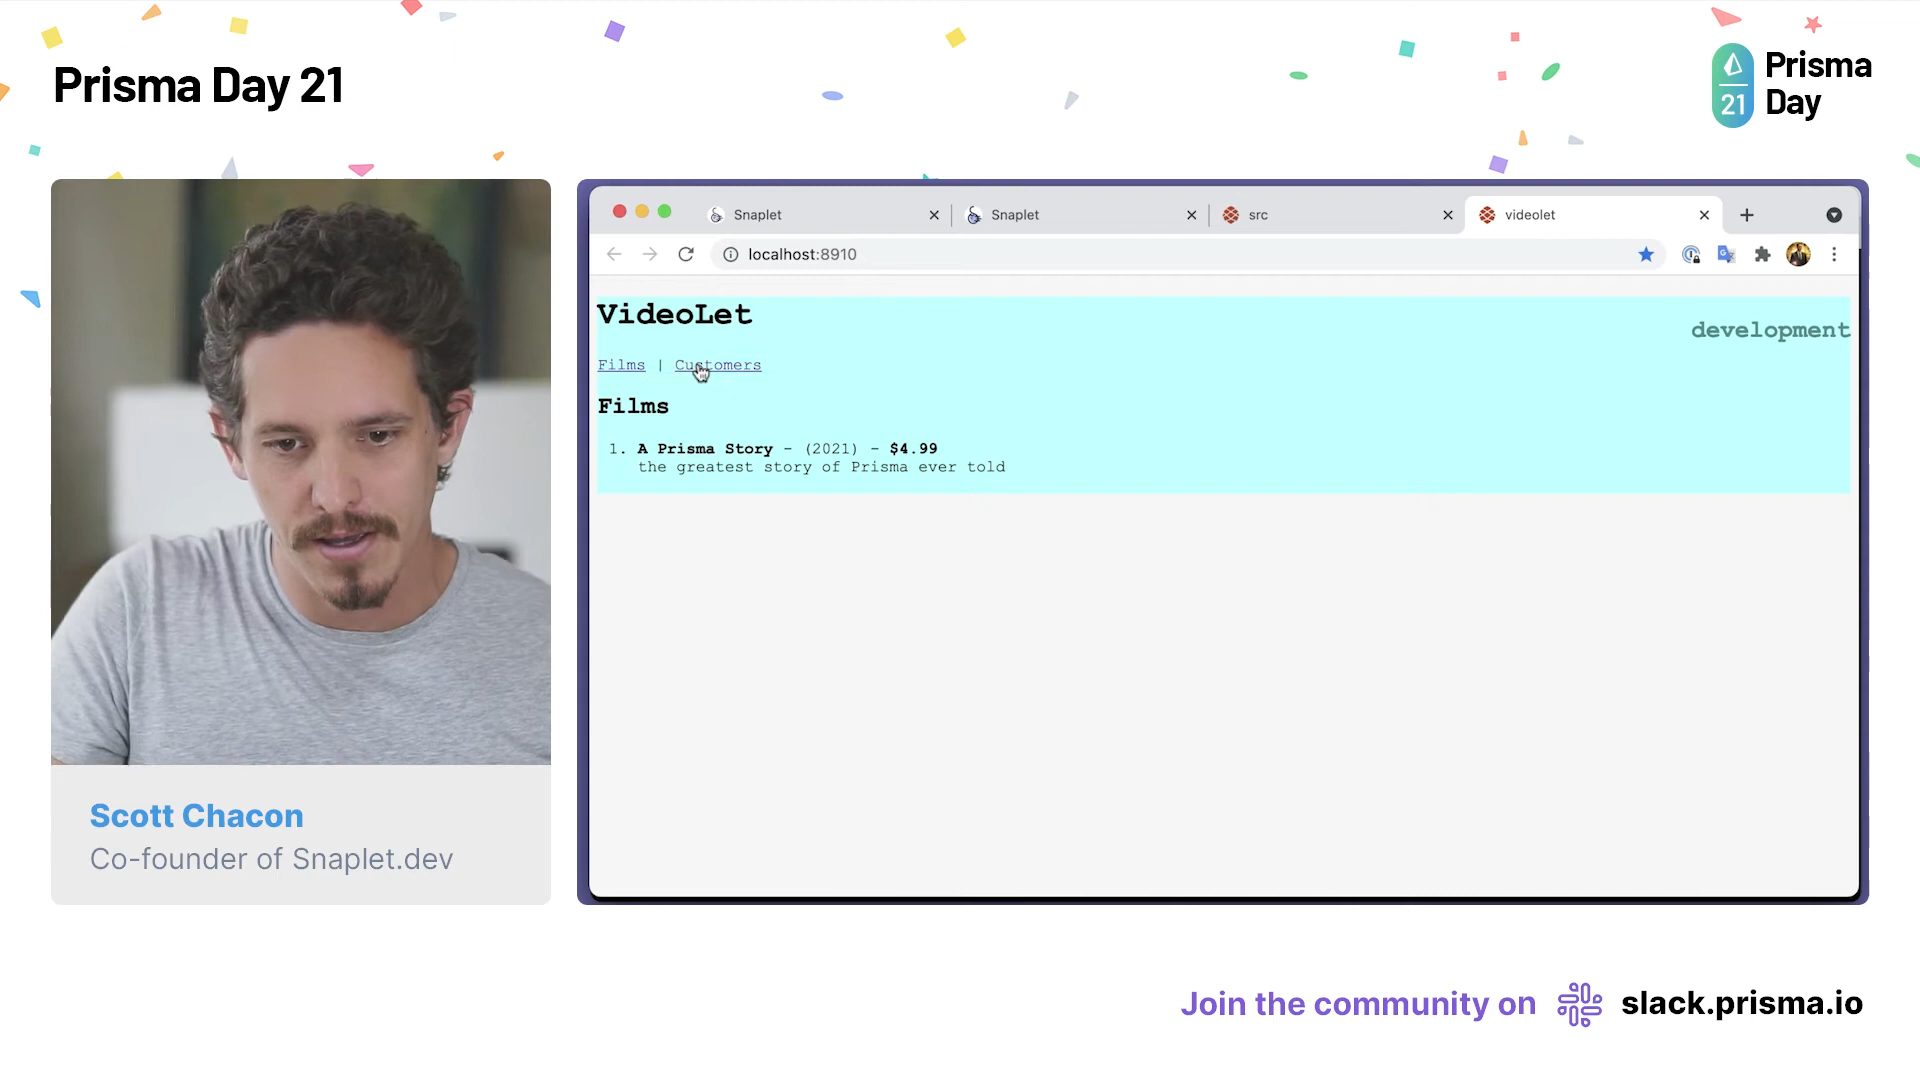 Prisma Day 21
21
Prisma
Day
Snaplet
Snaplet
src
videolet
localhost:8910
VideoLet
development
Films | Customers
Films
1. A Prisma Story - (2021) - $4.99
the greatest story of Prisma ever told
Scott Chacon
Co-founder of Snaplet.dev
Join the community on slack.prisma.io